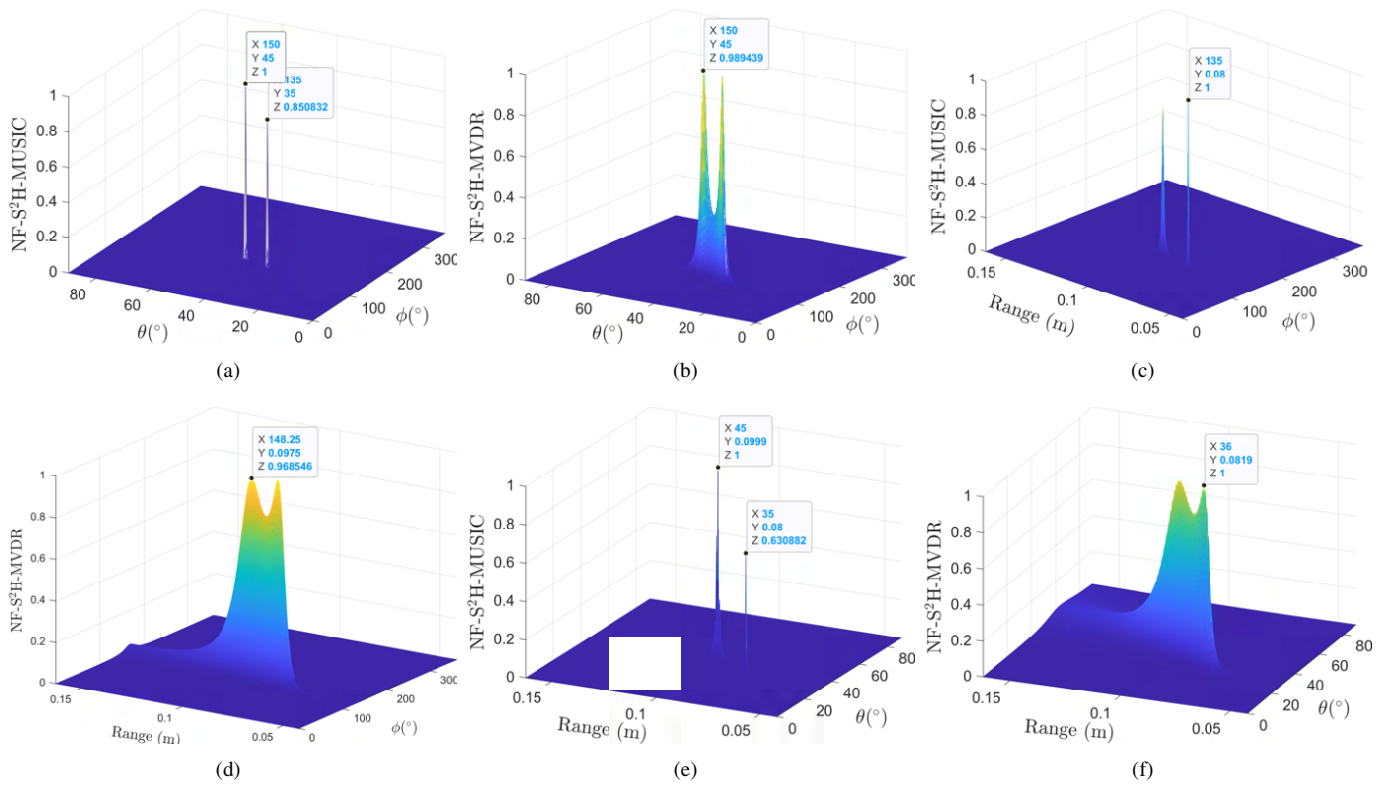 X 150
Y 45
Z 1
135
Y 35
Z 0.850832
NF-S²H-MUSIC
1
0.8
0.6
0.4
0.2
0
80
60
40
20
0
θ(°)
0
100
200
300
ϕ(°)
(a)
X 150
Y 45
Z 0.989439
NF-S²H-MVDR
1
0.8
0.6
0.4
0.2
0
80
60
40
20
0
θ(°)
0
100
200
300
ϕ(°)
(b)
X 135
Y 0.08
Z 1
NF-S²H-MUSIC
1
0.8
0.6
0.4
0.2
0
0.15
0.1
0.05
Range (m)
0
100
200
300
ϕ(°)
(c)
X 148.25
Y 0.0975
Z 0.968546
NF-S²H-MVDR
1
0.8
0.6
0.4
0.2
0
0.15
0.1
0.05
Range (m)
0
100
200
300
ϕ(°)
(d)
X 45
Y 0.0999
Z 1
X 35
Y 0.08
Z 0.630882
NF-S²H-MUSIC
1
0.8
0.6
0.4
0.2
0
0.15
0.1
0.05
Range (m)
0
20
40
60
80
θ(°)
(e)
X 36
Y 0.0819
Z 1
NF-S²H-MVDR
1
0.8
0.6
0.4
0.2
0
0.15
0.1
0.05
Range (m)
0
20
40
60
80
θ(°)
(f)